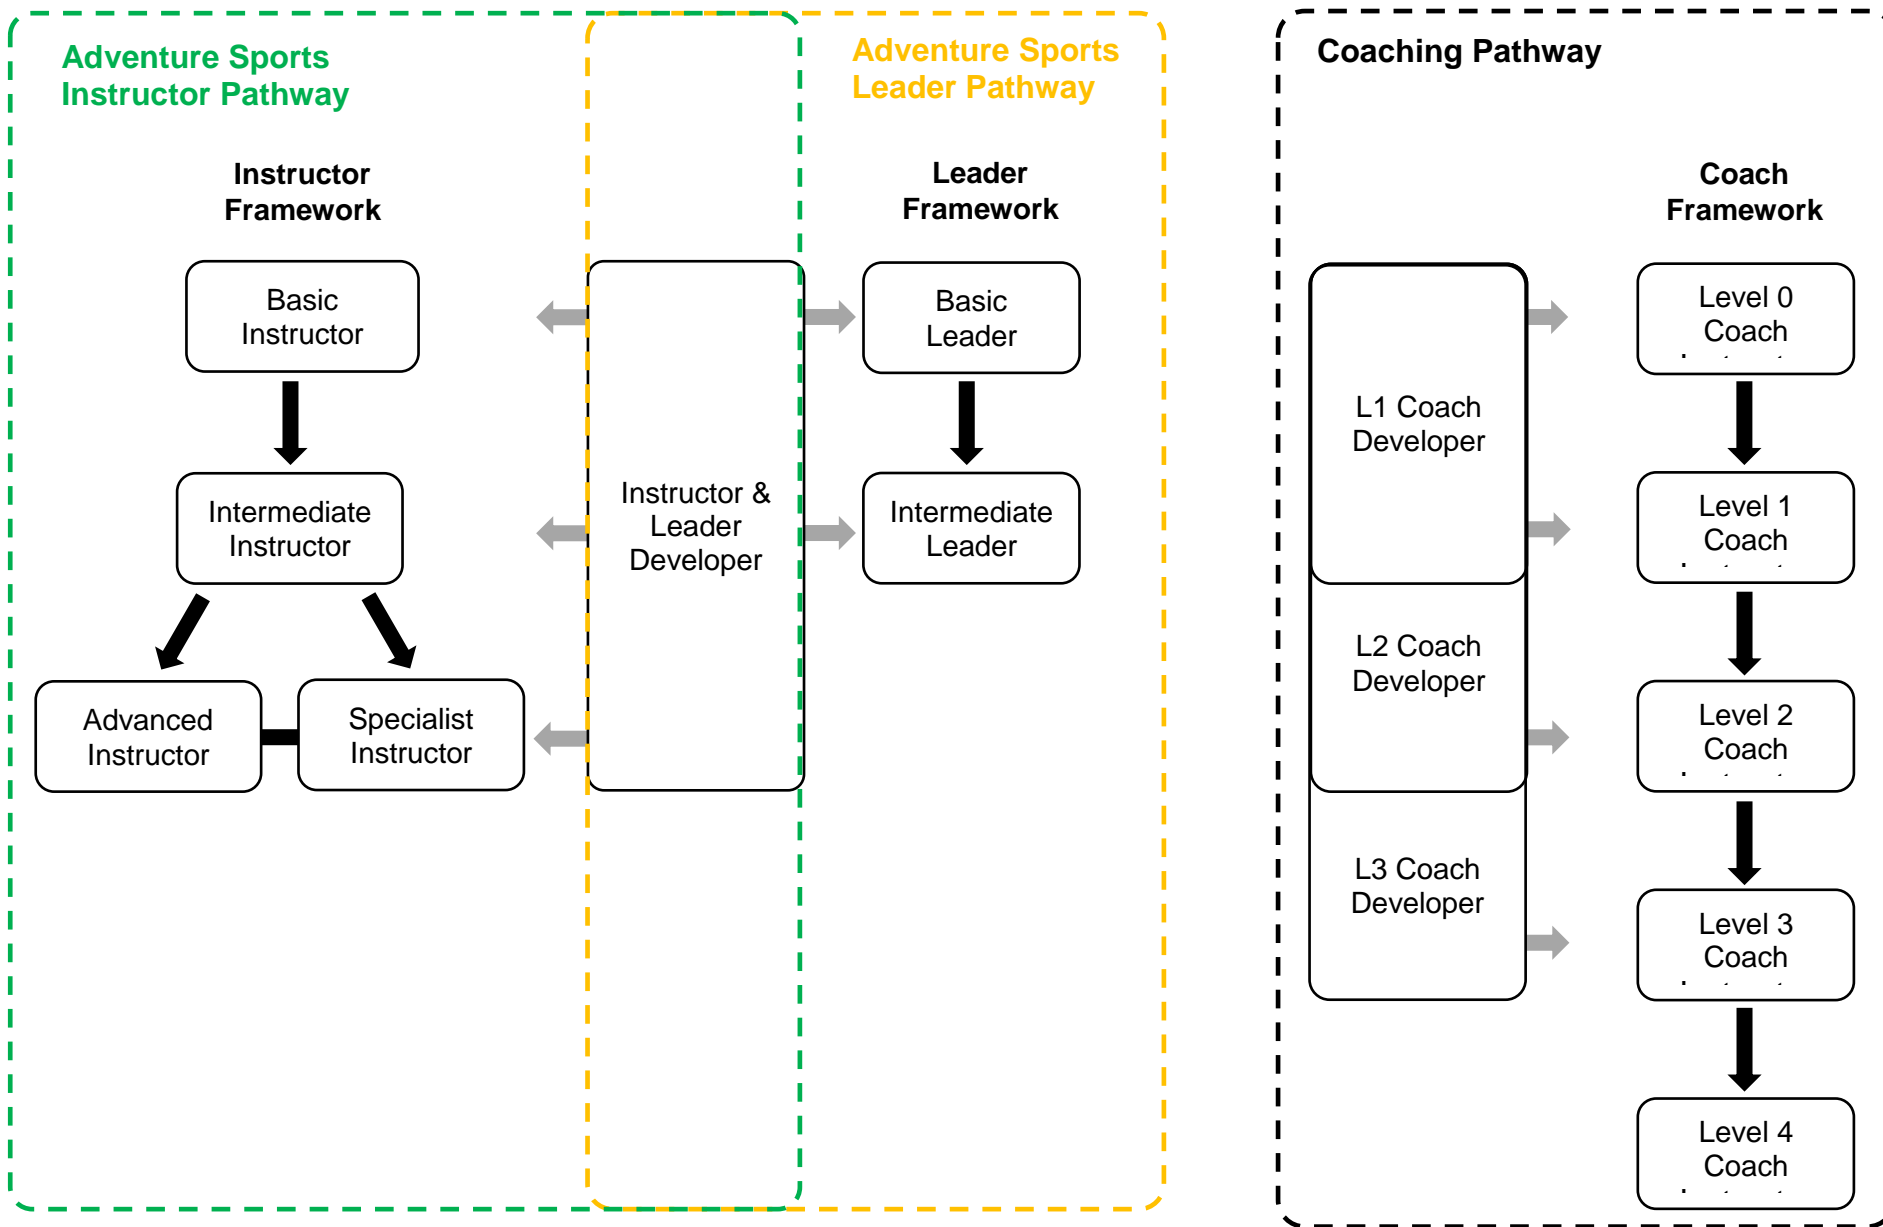 Adventure Sports
Instructor Pathway
Adventure Sports
Leader Pathway
Coaching Pathway
Instructor
Framework
Leader
Framework
Coach
Framework
Basic
Instructor
Intermediate
Instructor
Advanced
Instructor
Specialist
Instructor
Instructor &
Leader
Developer
Basic
Leader
Intermediate
Leader
L1 Coach
Developer
L2 Coach
Developer
L3 Coach
Developer
Level 0
Coach
Level 1
Coach
Level 2
Coach
Level 3
Coach
Level 4
Coach